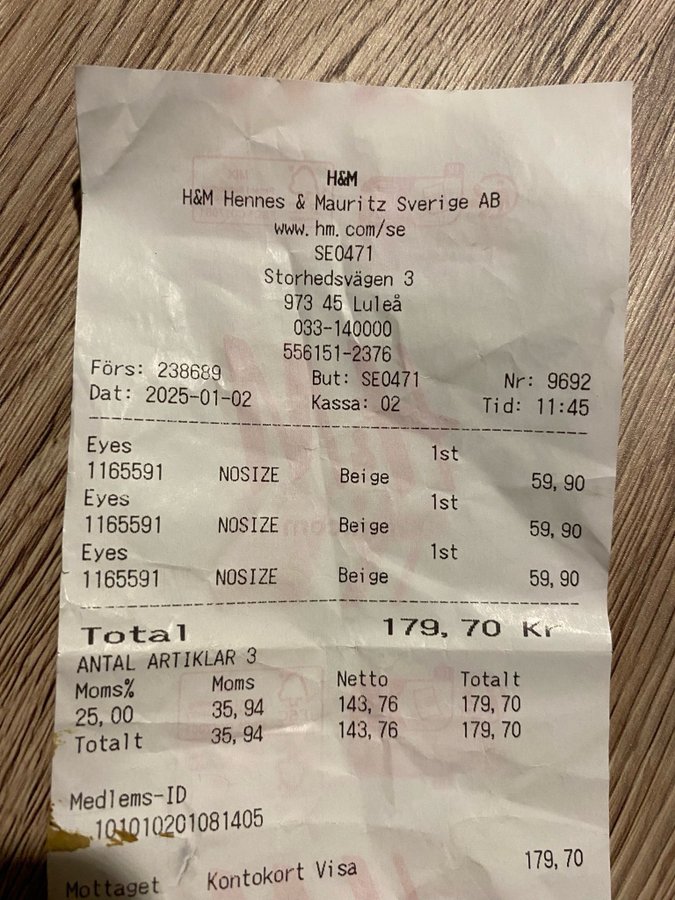 H&M
H&M Hennes & Mauritz Sverige AB
www.hm.com/se
SE0471
Storhedsvägen 3
973 45 Luleå
033-140000
556151-2376
Förs: 238689 But: SE0471 Nr: 9692
Dat: 2025-01-02 Kassa: 02 Tid: 11:45
Eyes 1st
1165591 NOSIZE Beige 59,90
Eyes 1st
1165591 NOSIZE Beige 59,90
Eyes 1st
1165591 NOSIZE Beige 59,90
Total 179,70 Kr
ANTAL ARTIKLAR 3
Moms% Moms Netto Totalt
25,00 35,94 143,76 179,70
Totalt 35,94 143,76 179,70
Medlems-ID
101010201081405
Mottaget Kontokort Visa 179,70